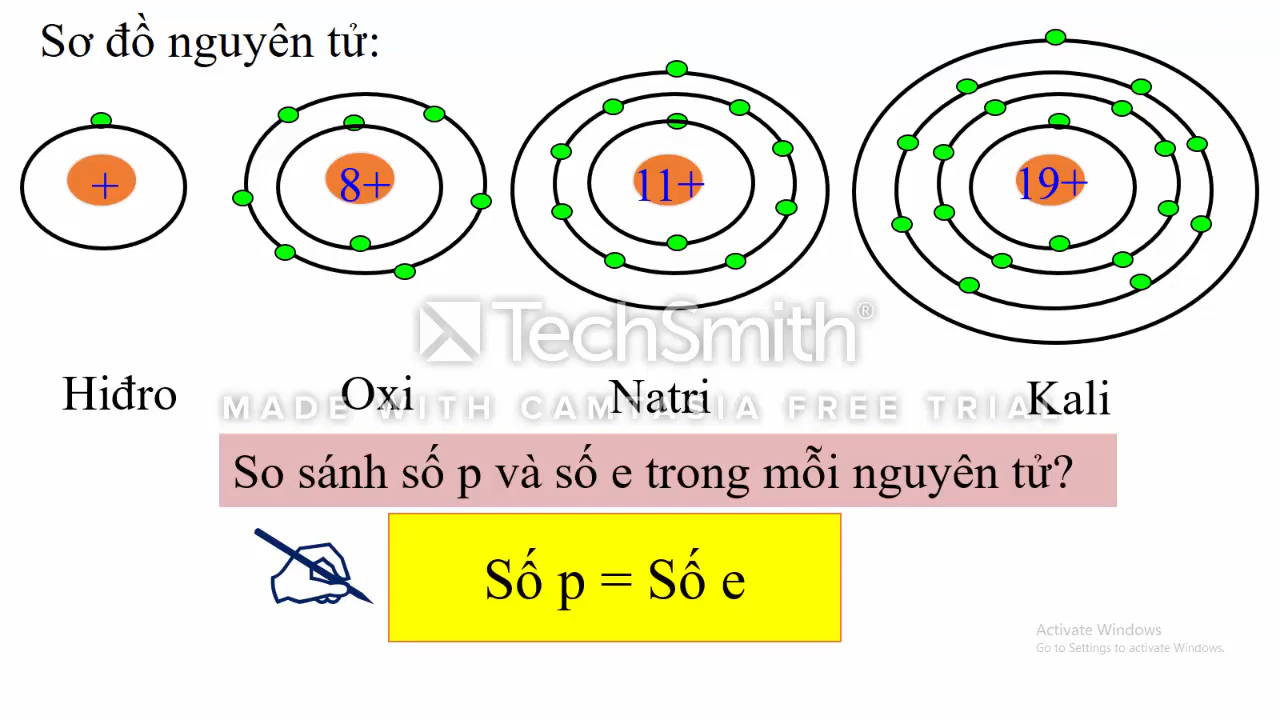 Sơ đồ nguyên tử:
+
8+
11+
19+
TechSmith®
Hiđro
Oxi
Natri
Kali
MADE WITH CAMTASIA FREE TRIAL
So sánh số p và số e trong mỗi nguyên tử?
Số p = Số e
Activate Windows
Go to Settings to activate Windows.